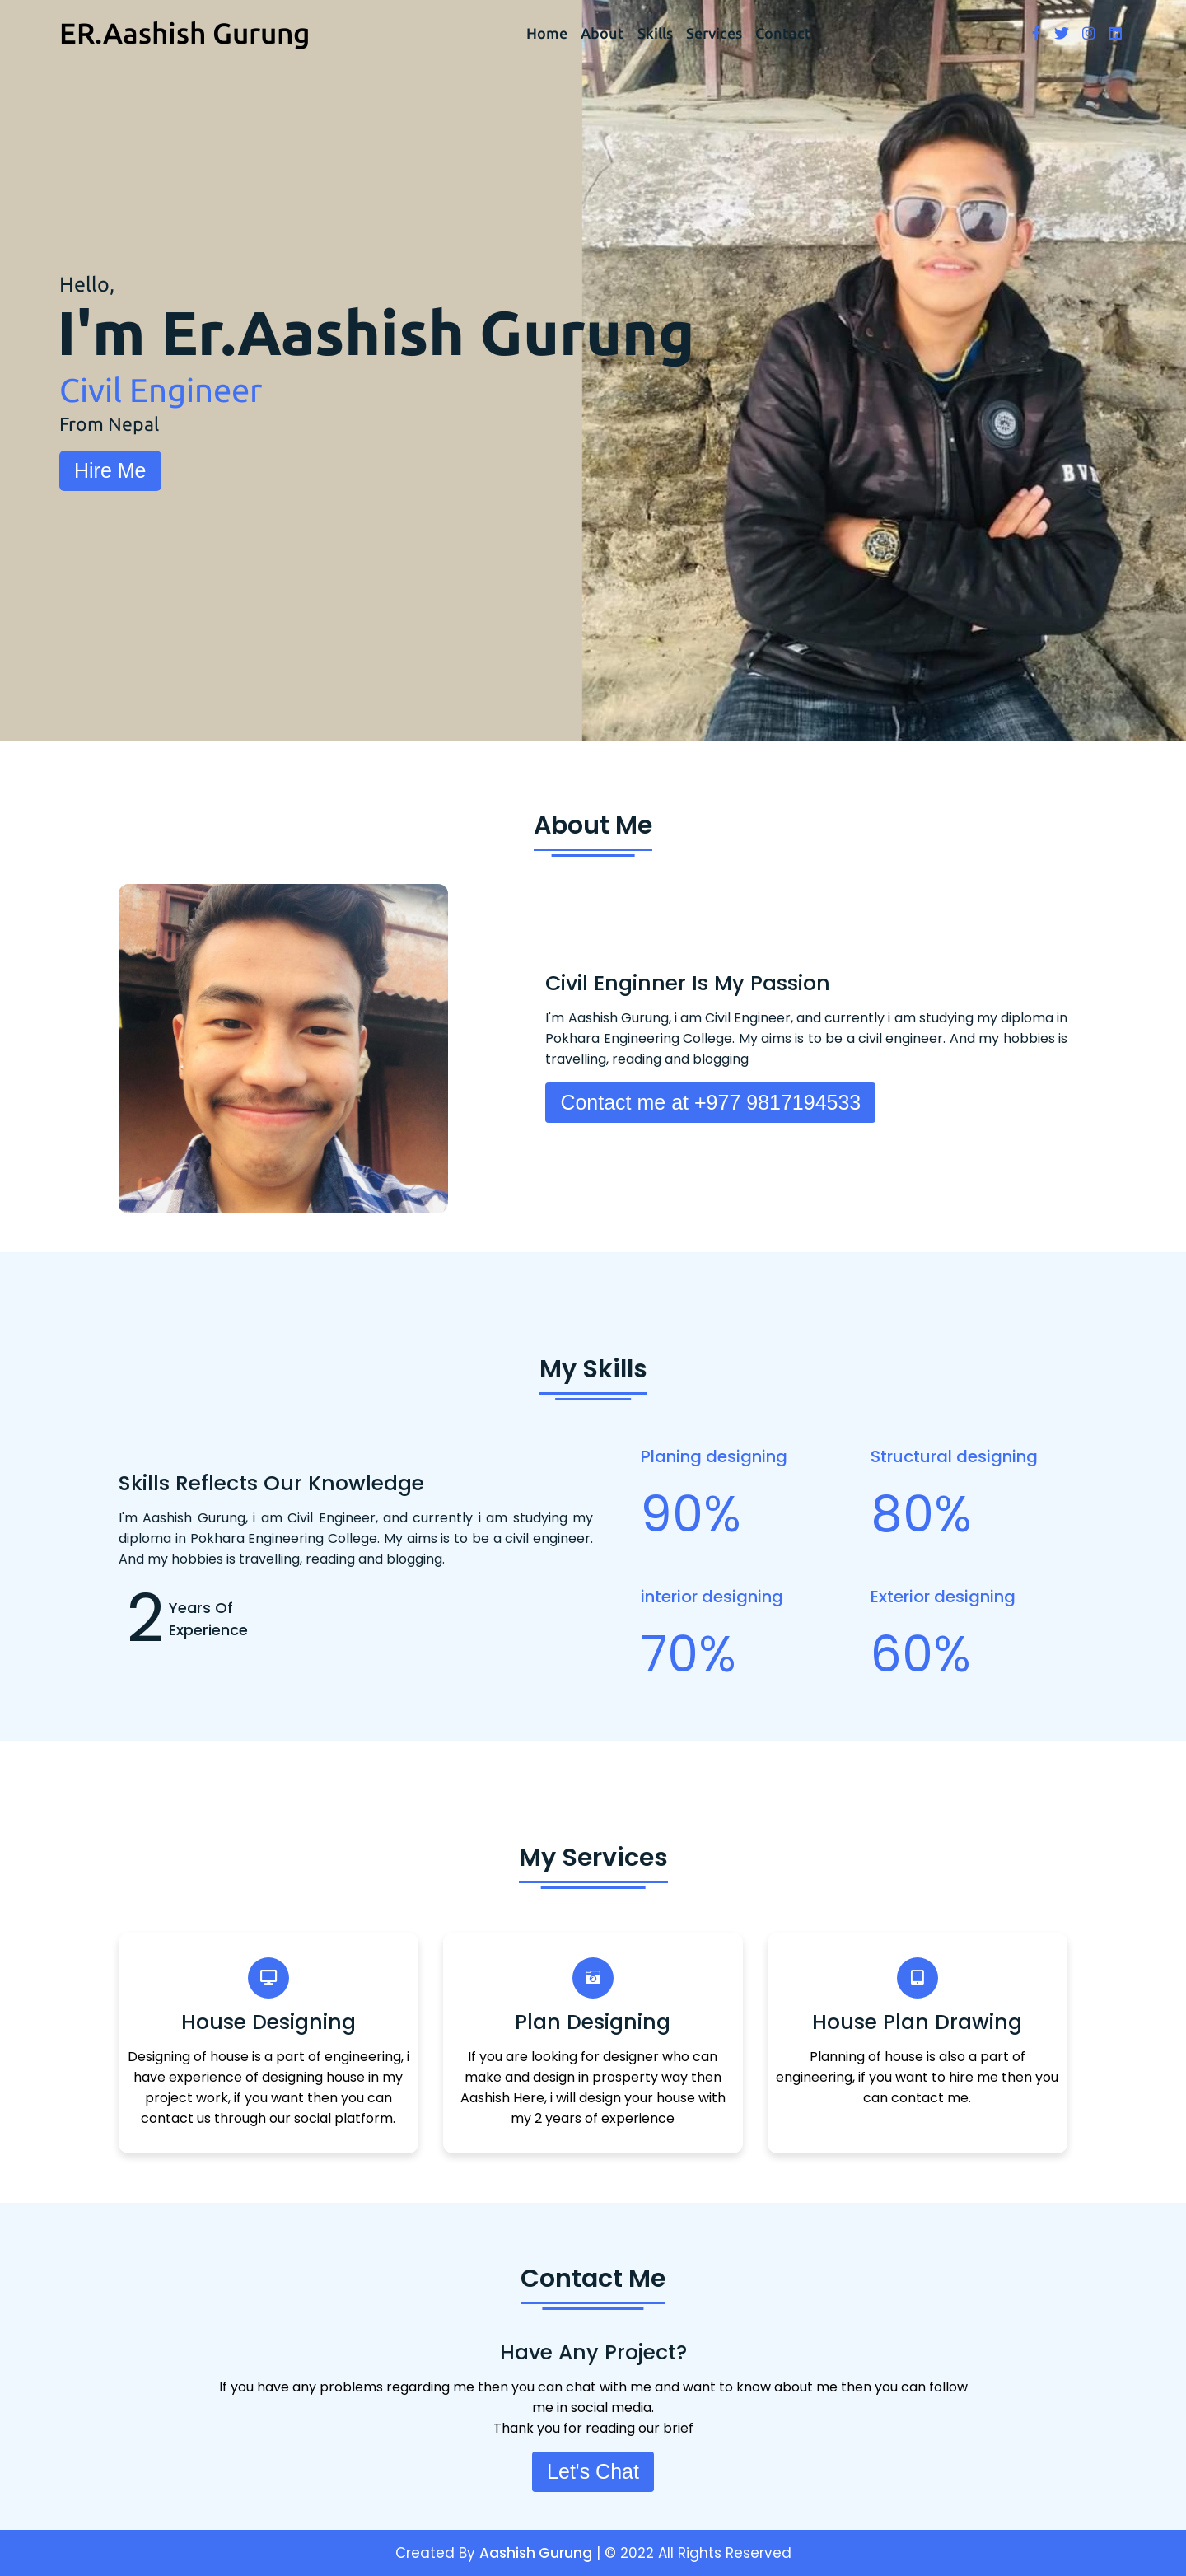 ER.Aashish Gurung
Home About Skills Services Contact
Hello,
I'm Er.Aashish Gurung
Civil Engineer
From Nepal
Hire Me
About Me
Civil Enginner Is My Passion
I'm Aashish Gurung, i am Civil Engineer, and currently i am studying my diploma in
Pokhara Engineering College. My aims is to be a civil engineer. And my hobbies is
travelling, reading and blogging
Contact me at +977 9817194533
My Skills
Skills Reflects Our Knowledge
I'm Aashish Gurung, i am Civil Engineer, and currently i am studying my
diploma in Pokhara Engineering College. My aims is to be a civil engineer.
And my hobbies is travelling, reading and blogging.
2 Years Of
Experience
Planing designing
90%
Structural designing
80%
interior designing
70%
Exterior designing
60%
My Services
House Designing
Designing of house is a part of engineering, i
have experience of designing house in my
project work, if you want then you can
contact us through our social platform.
Plan Designing
If you are looking for designer who can
make and design in prosperty way then
Aashish Here, i will design your house with
my 2 years of experience
House Plan Drawing
Planning of house is also a part of
engineering, if you want to hire me then you
can contact me.
Contact Me
Have Any Project?
If you have any problems regarding me then you can chat with me and want to know about me then you can follow
me in social media.
Thank you for reading our brief
Let's Chat
Created By Aashish Gurung | © 2022 All Rights Reserved